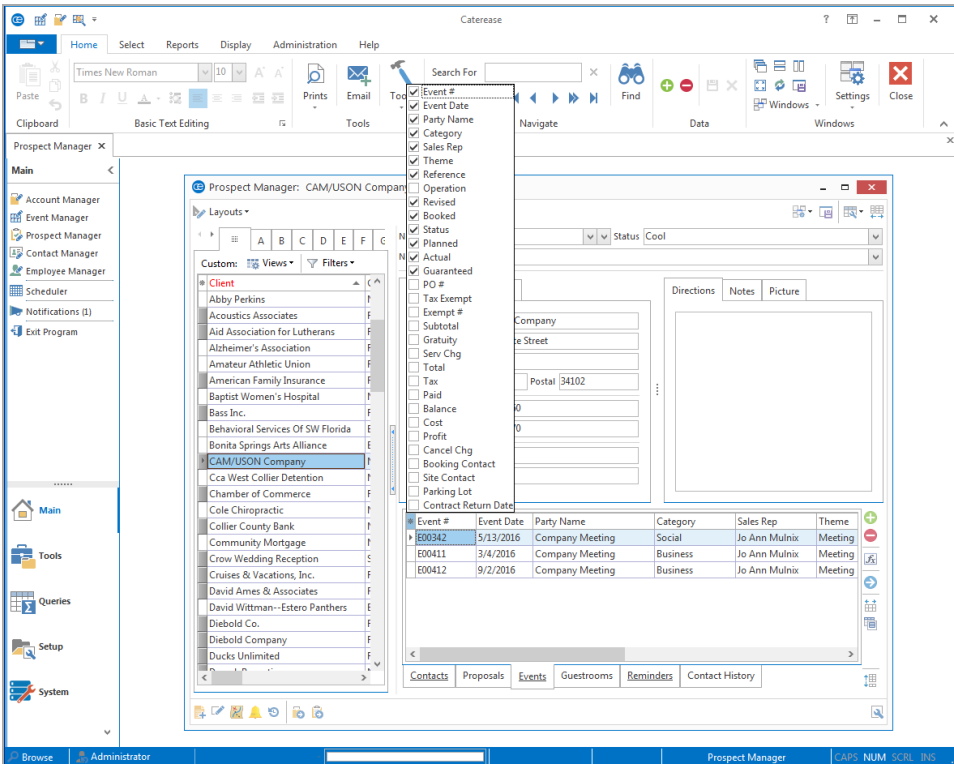 Caterease
Home Select Reports Display Administration Help
Times New Roman 10
Paste
B I U A
Prints Email
Search For
Find
Windows
Settings Close
Clipboard Basic Text Editing Tools Navigate Data Windows
Prospect Manager
Main
Account Manager
Event Manager
Prospect Manager
Contact Manager
Employee Manager
Scheduler
Notifications (1)
Exit Program
Main
Tools
Queries
Setup
System
Prospect Manager: CAM/USON
Layouts
A B C D E F G
Custom: Views Filters
Client
Abby Perkins
Acoustics Associates
Aid Association for Lutherans
Alzheimer's Association
Amateur Athletic Union
American Family Insurance
Baptist Women's Hospital
Bass Inc.
Behavioral Services Of SW Florida
Bonita Springs Arts Alliance
CAM/USON Company
Cca West Collier Detention
Chamber of Commerce
Cole Chiropractic
Collier County Bank
Community Mortgage
Crow Wedding Reception
Cruises & Vacations, Inc.
David Ames & Associates
David Wittman--Estero Panthers
Diebold Co.
Diebold Company
Ducks Unlimited
Event #
Event Date
Party Name
Category
Sales Rep
Theme
Reference
Operation
Revised
Booked
Status
Planned
Actual
Guaranteed
PO #
Tax Exempt
Exempt #
Subtotal
Gratuity
Serv Chg
Total
Tax
Paid
Balance
Cost
Profit
Cancel Chg
Booking Contact
Site Contact
Parking Lot
Contract Return Date
Status Cool
Company
Street
Postal 34102
Directions Notes Picture
Event # Event Date Party Name Category Sales Rep Theme
E00342 5/13/2016 Company Meeting Social Jo Ann Mulnix Meeting
E00411 3/4/2016 Company Meeting Business Jo Ann Mulnix Meeting
E00412 9/2/2016 Company Meeting Business Jo Ann Mulnix Meeting
Contacts Proposals Events Guestrooms Reminders Contact History
Browse Administrator Prospect Manager CAPS NUM SCRL INS